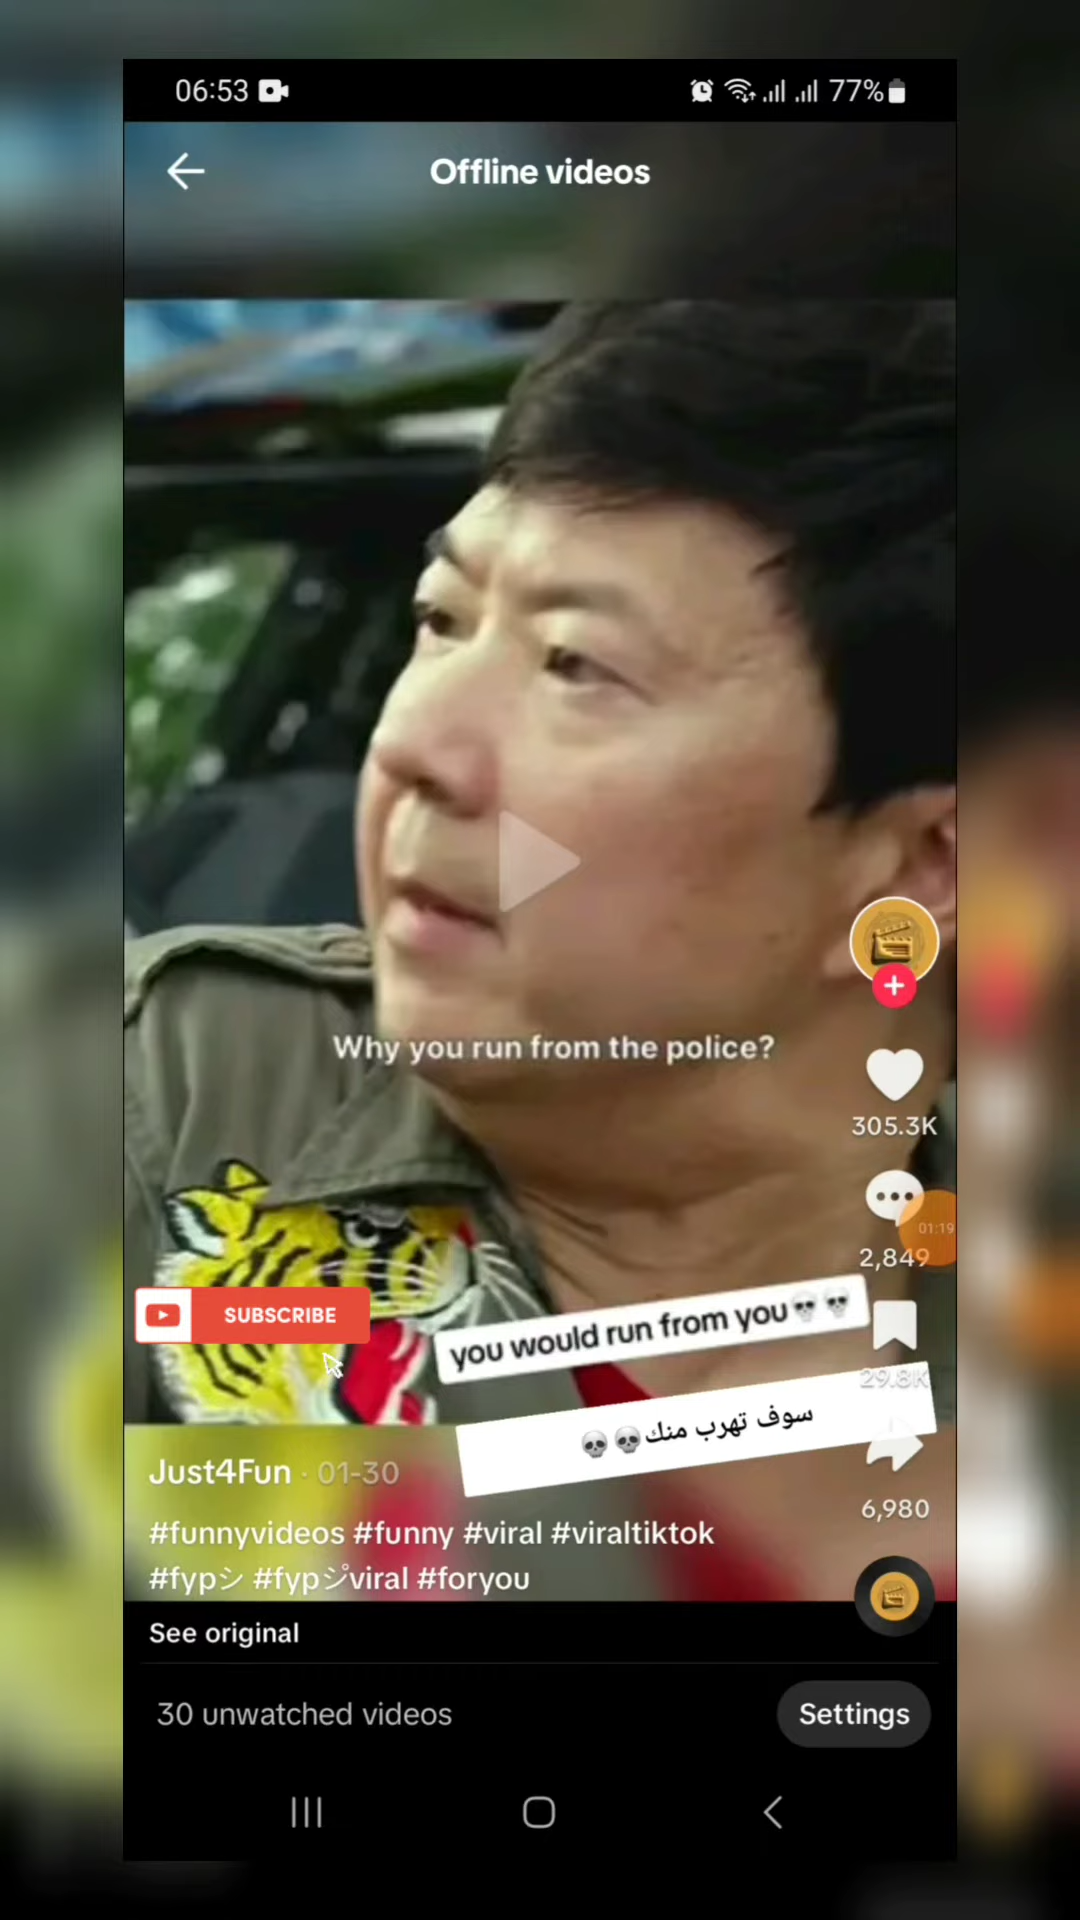 06:53
77%
Offline videos
Why you run from the police?
305.3K
01:19
2,849
SUBSCRIBE
you would run from you💀💀
29.8K
سوف تهرب منك💀💀
Just4Fun · 01-30
6,980
#funnyvideos #funny #viral #viraltiktok
#fypシ #fypジviral #foryou
See original
30 unwatched videos
Settings